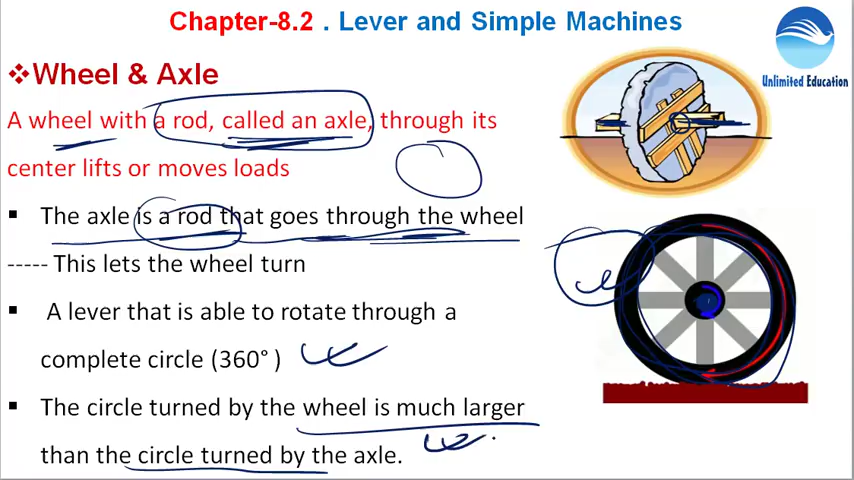 Chapter-8.2 . Lever and Simple Machines
Unlimited Education
❖Wheel & Axle
A wheel with a rod, called an axle, through its
center lifts or moves loads
▪ The axle is a rod that goes through the wheel
----- This lets the wheel turn
▪ A lever that is able to rotate through a
complete circle (360° )
▪ The circle turned by the wheel is much larger
than the circle turned by the axle.